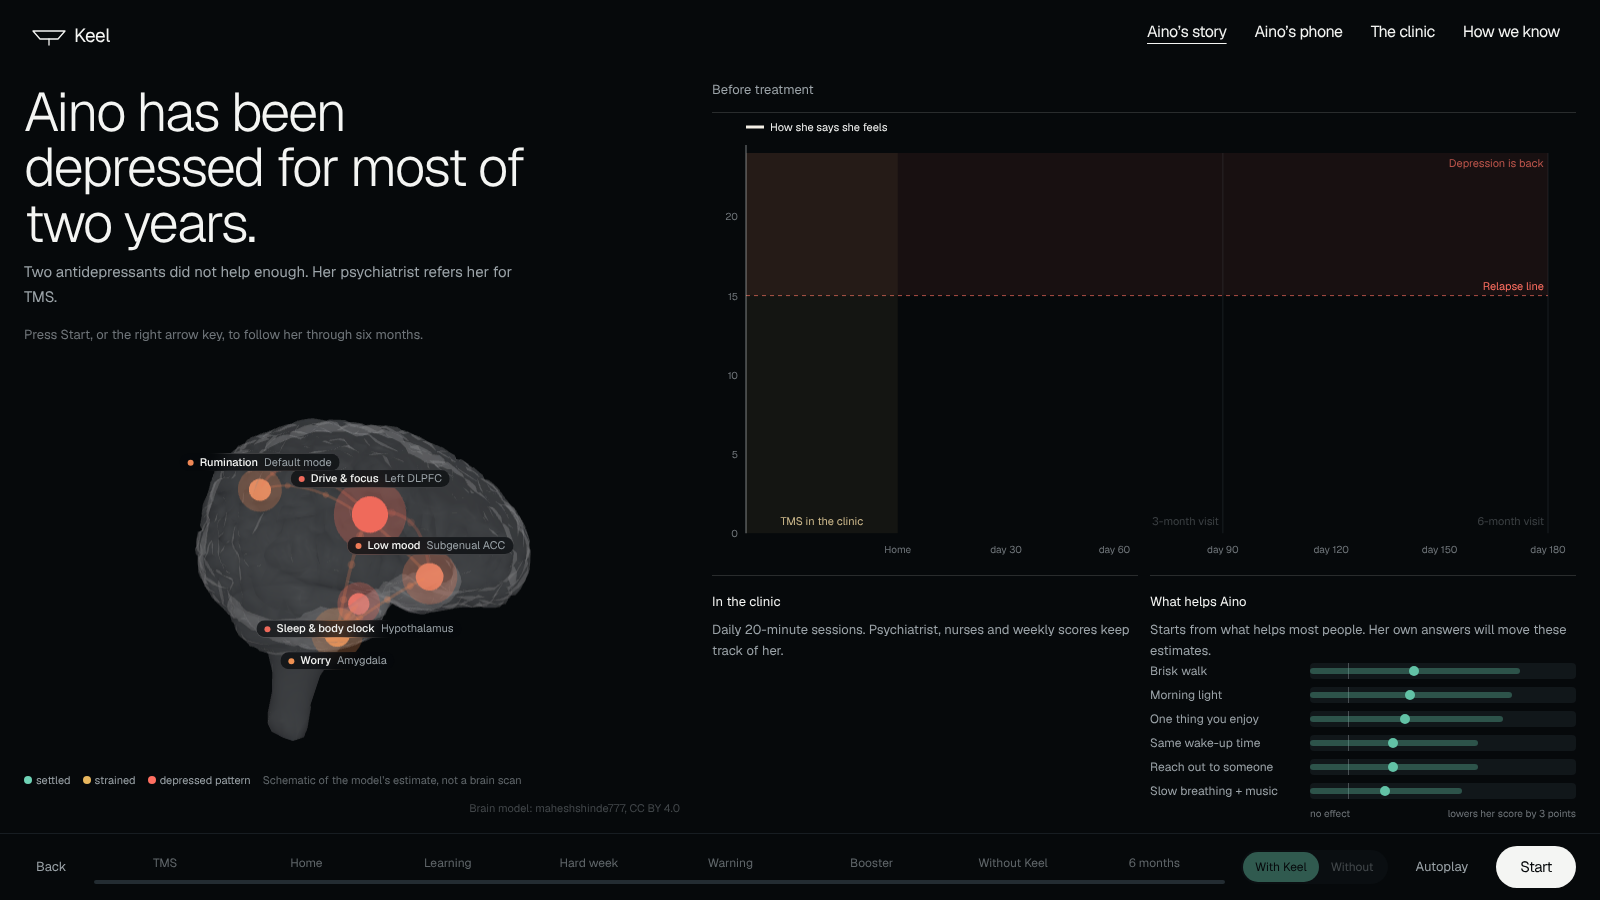 Keel
Aino's story
Aino's phone
The clinic
How we know
Aino has been
depressed for most of
two years.
Two antidepressants did not help enough. Her psychiatrist refers her for
TMS.
Press Start, or the right arrow key, to follow her through six months.
Rumination Default mode
Drive & focus Left DLPFC
Low mood Subgenual ACC
Sleep & body clock Hypothalamus
Worry Amygdala
settled
strained
depressed pattern
Schematic of the model's estimate, not a brain scan
Brain model: maheshshinde777, CC BY 4.0
Before treatment
How she says she feels
Depression is back
20
Relapse line
15
10
5
TMS in the clinic
3-month visit
6-month visit
0
Home
day 30
day 60
day 90
day 120
day 150
day 180
In the clinic
Daily 20-minute sessions. Psychiatrist, nurses and weekly scores keep
track of her.
What helps Aino
Starts from what helps most people. Her own answers will move these
estimates.
Brisk walk
Morning light
One thing you enjoy
Same wake-up time
Reach out to someone
Slow breathing + music
no effect
lowers her score by 3 points
Back
TMS
Home
Learning
Hard week
Warning
Booster
Without Keel
6 months
With Keel
Without
Autoplay
Start